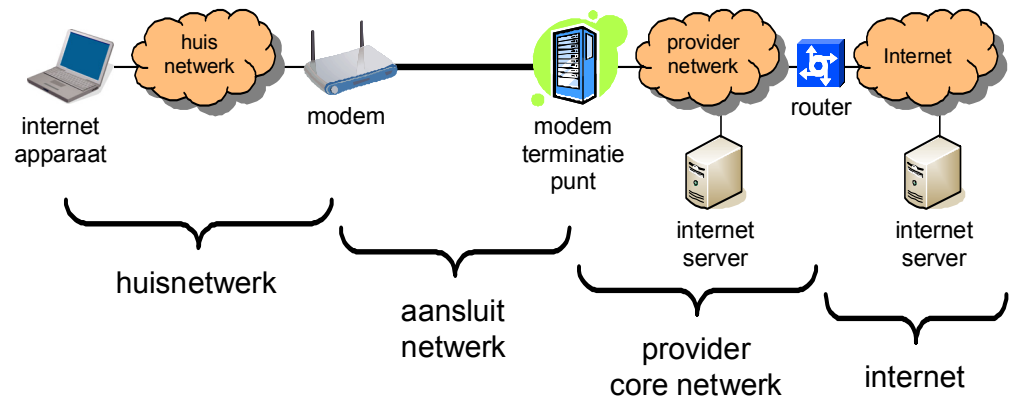 huis
netwerk
provider
netwerk
Internet
internet
apparaat
modem
modem
terminatie
punt
router
internet
server
internet
server
huisnetwerk
aansluit
netwerk
provider
core netwerk
internet